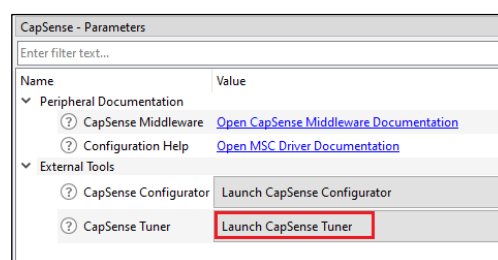 CapSense - Parameters
Enter filter text...
Name Value
Peripheral Documentation
? CapSense Middleware Open CapSense Middleware Documentation
? Configuration Help Open MSC Driver Documentation
External Tools
? CapSense Configurator Launch CapSense Configurator
? CapSense Tuner Launch CapSense Tuner